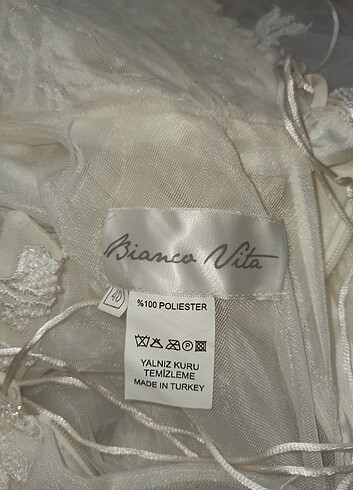 Bianco Vita
40
%100 POLIESTER
P
YALNIZ KURU
TEMİZLEME
MADE IN TURKEY